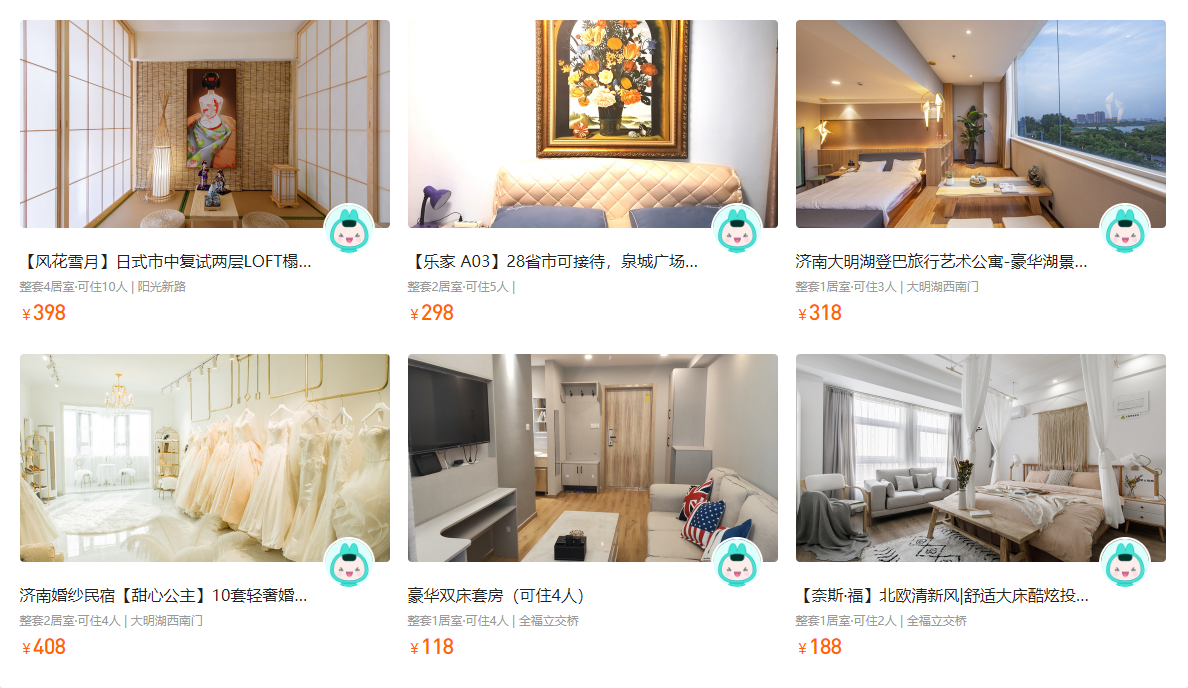 【风花雪月】日式市中复试两层LOFT榻...
整套4居室·可住10人 | 阳光新路
¥398
【乐家 A03】28省市可接待，泉城广场...
整套2居室·可住5人 |
¥298
济南大明湖登巴旅行艺术公寓-豪华湖景...
整套1居室·可住3人 | 大明湖西南门
¥318
济南婚纱民宿【甜心公主】10套轻奢婚...
整套2居室·可住4人 | 大明湖西南门
¥408
豪华双床套房（可住4人）
整套1居室·可住4人 | 全福立交桥
¥118
【奈斯·福】北欧清新风|舒适大床酷炫投...
整套1居室·可住2人 | 全福立交桥
¥188